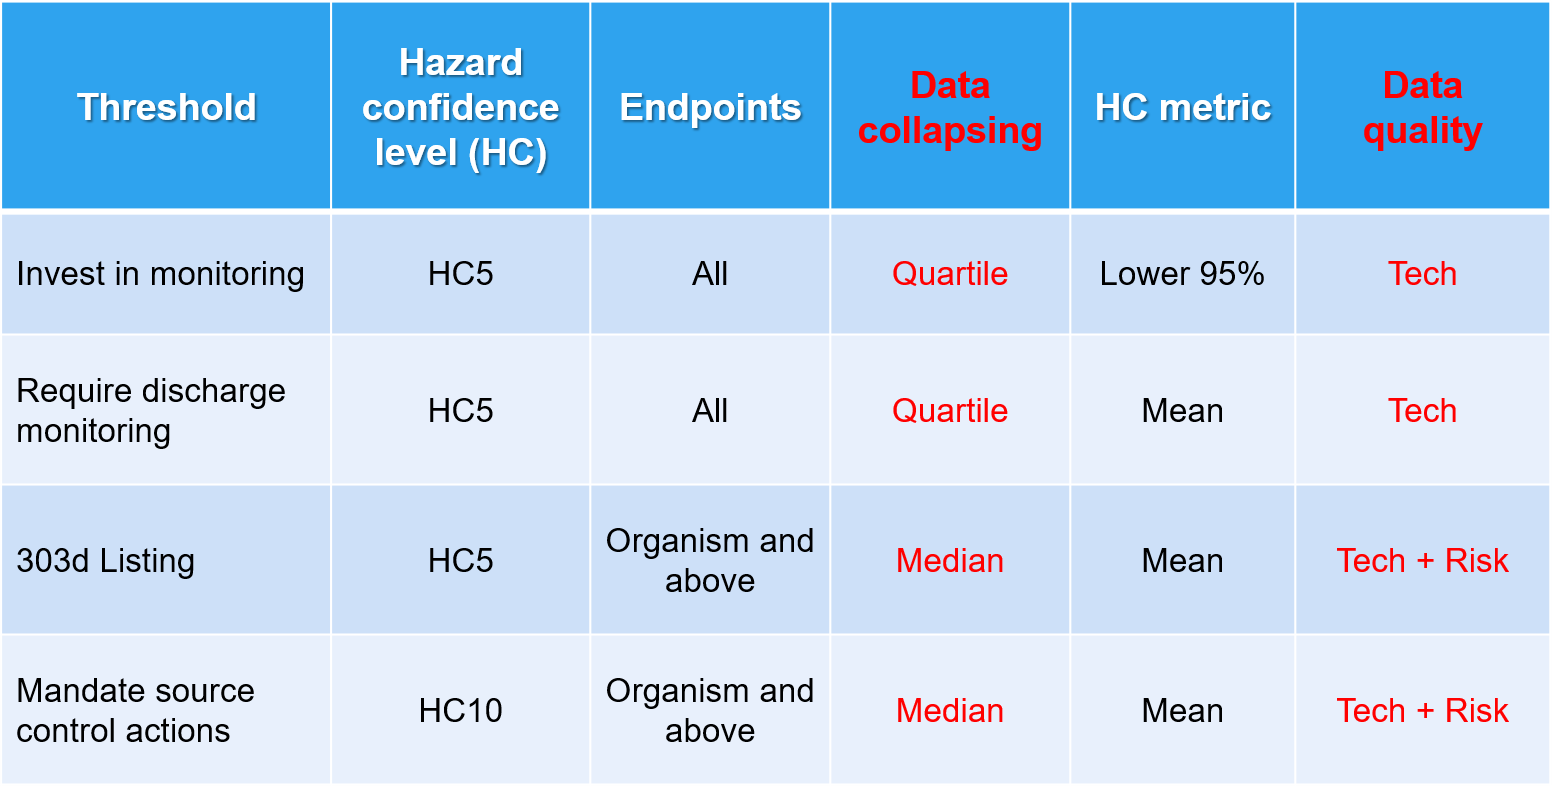 Threshold
Hazard
confidence
level (HC)
Endpoints
Data
collapsing
HC metric
Data
quality
Invest in monitoring
HC5
All
Quartile
Lower 95%
Tech
Require discharge
monitoring
HC5
All
Quartile
Mean
Tech
303d Listing
HC5
Organism and
above
Median
Mean
Tech + Risk
Mandate source
control actions
HC10
Organism and
above
Median
Mean
Tech + Risk